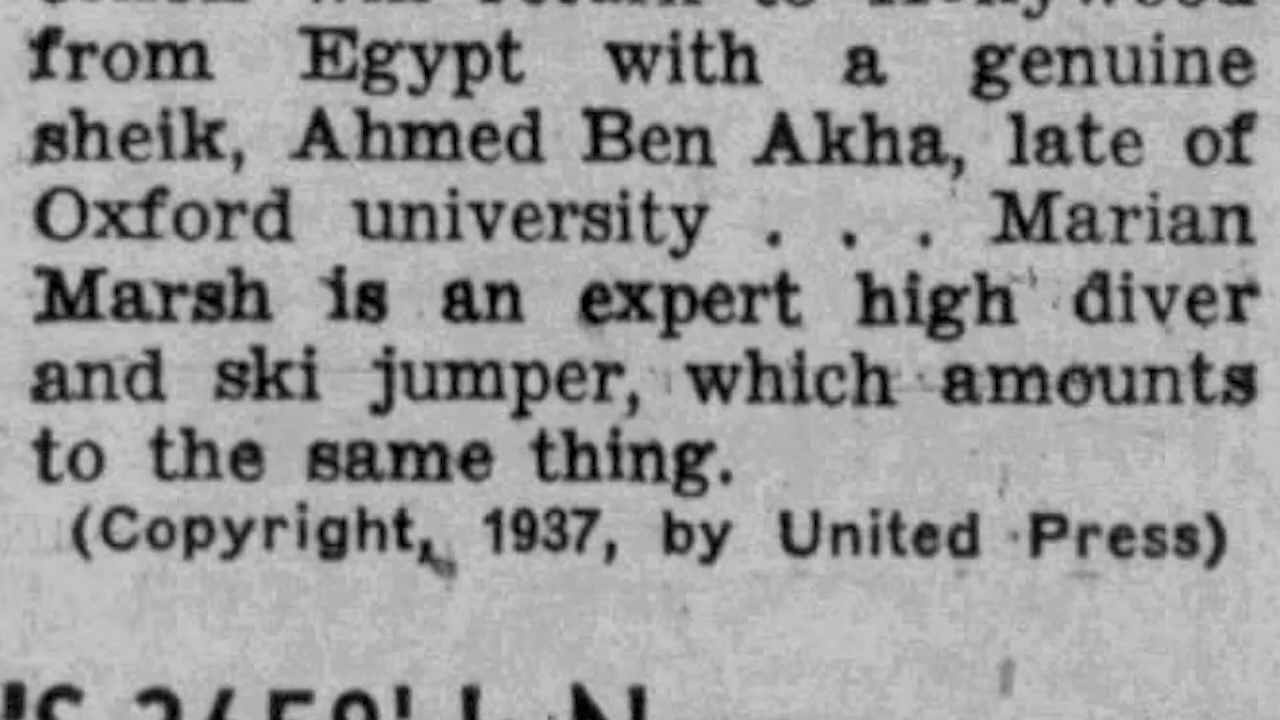 from Egypt with a genuine
sheik, Ahmed Ben Akha, late of
Oxford university . . . Marian
Marsh is an expert high diver
and ski jumper, which amounts
to the same thing.
(Copyright, 1937, by United Press)